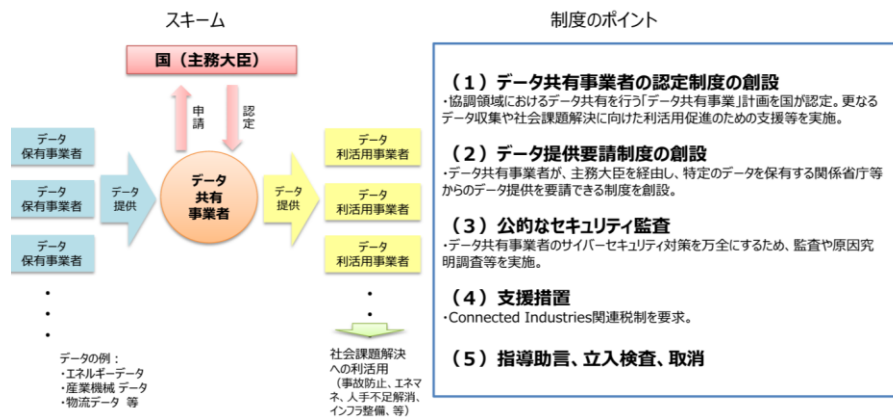 スキーム
国（主務大臣）
申請
認定
データ
保有事業者
データ
保有事業者
データ
保有事業者
・
・
・
データ
提供
データ
共有
事業者
データ
提供
データ
利活用事業者
データ
利活用事業者
データ
利活用事業者
・
・
データの例：
・エネルギーデータ
・産業機械 データ
・物流データ 等
社会課題解決
への利活用
（事故防止、エネマ
ネ、人手不足解消、
インフラ整備、等）
制度のポイント
（１）データ共有事業者の認定制度の創設
・協調領域におけるデータ共有を行う「データ共有事業」計画を国が認定。更なる
データ収集や社会課題解決に向けた利活用促進のための支援等を実施。
（２）データ提供要請制度の創設
・データ共有事業者が、主務大臣を経由し、特定のデータを保有する関係省庁等
からのデータ提供を要請できる制度を創設。
（３）公的なセキュリティ監査
・データ共有事業者のサイバーセキュリティ対策を万全にするため、監査や原因究
明調査等を実施。
（４）支援措置
・Connected Industries関連税制を要求。
（５）指導助言、立入検査、取消